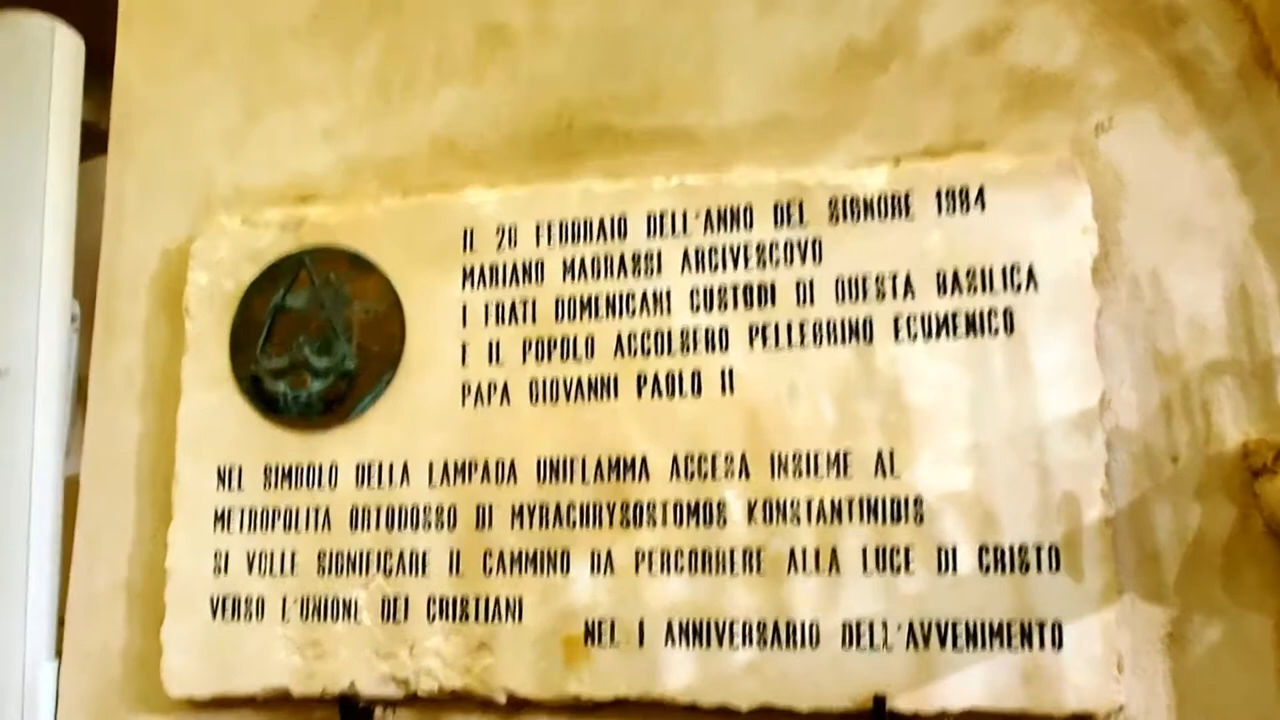 IL 26 FEBBRAIO DELL'ANNO DEL SIGNORE 1984
MARIANO MAGRASSI ARCIVESCOVO
I FRATI DOMENICANI CUSTODI DI QUESTA BASILICA
E IL POPOLO ACCOLSERO PELLEGRINO ECUMENICO
PAPA GIOVANNI PAOLO II
NEL SIMBOLO DELLA LAMPADA UNIFLAMMA ACCESA INSIEME AL
METROPOLITA ORTODOSSO DI MYRACHRYSOSTOMOS KONSTANTINIDIS
SI VOLLE SIGNIFICARE IL CAMMINO DA PERCORRERE ALLA LUCE DI CRISTO
VERSO L'UNIONE DEI CRISTIANI
NEL I ANNIVERSARIO DELL'AVVENIMENTO